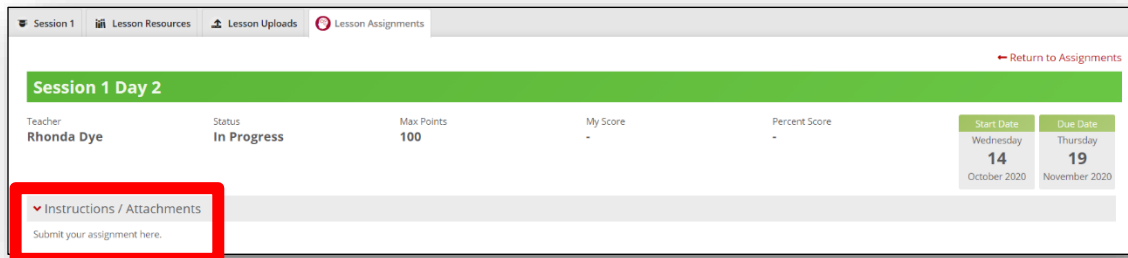 Session 1 Lesson Resources Lesson Uploads Lesson Assignments
Return to Assignments
Session 1 Day 2
Teacher Status Max Points My Score Percent Score Start Date Due Date
Rhonda Dye In Progress 100 - - Wednesday Thursday
14 19
October 2020 November 2020
Instructions / Attachments
Submit your assignment here.